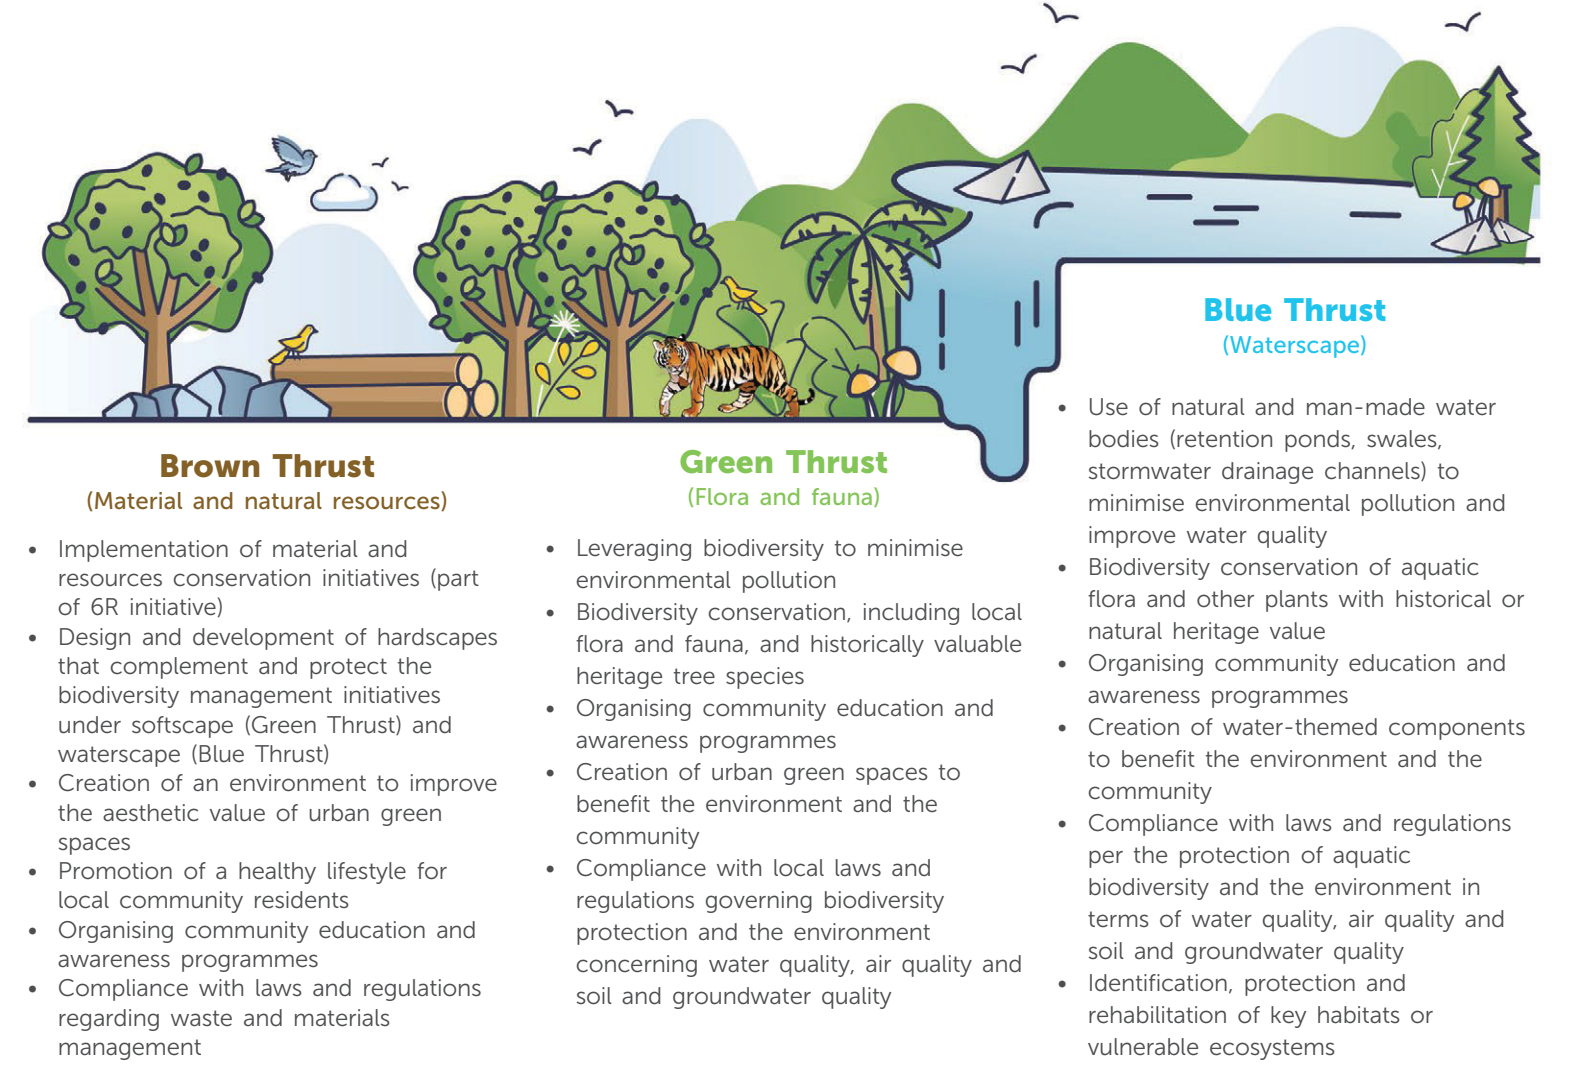 Brown Thrust
(Material and natural resources)
• Implementation of material and
resources conservation initiatives (part
of 6R initiative)
• Design and development of hardscapes
that complement and protect the
biodiversity management initiatives
under softscape (Green Thrust) and
waterscape (Blue Thrust)
• Creation of an environment to improve
the aesthetic value of urban green
spaces
• Promotion of a healthy lifestyle for
local community residents
• Organising community education and
awareness programmes
• Compliance with laws and regulations
regarding waste and materials
management
Green Thrust
(Flora and fauna)
• Leveraging biodiversity to minimise
environmental pollution
• Biodiversity conservation, including local
flora and fauna, and historically valuable
heritage tree species
• Organising community education and
awareness programmes
• Creation of urban green spaces to
benefit the environment and the
community
• Compliance with local laws and
regulations governing biodiversity
protection and the environment
concerning water quality, air quality and
soil and groundwater quality
Blue Thrust
(Waterscape)
• Use of natural and man-made water
bodies (retention ponds, swales,
stormwater drainage channels) to
minimise environmental pollution and
improve water quality
• Biodiversity conservation of aquatic
flora and other plants with historical or
natural heritage value
• Organising community education and
awareness programmes
• Creation of water-themed components
to benefit the environment and the
community
• Compliance with laws and regulations
per the protection of aquatic
biodiversity and the environment in
terms of water quality, air quality and
soil and groundwater quality
• Identification, protection and
rehabilitation of key habitats or
vulnerable ecosystems